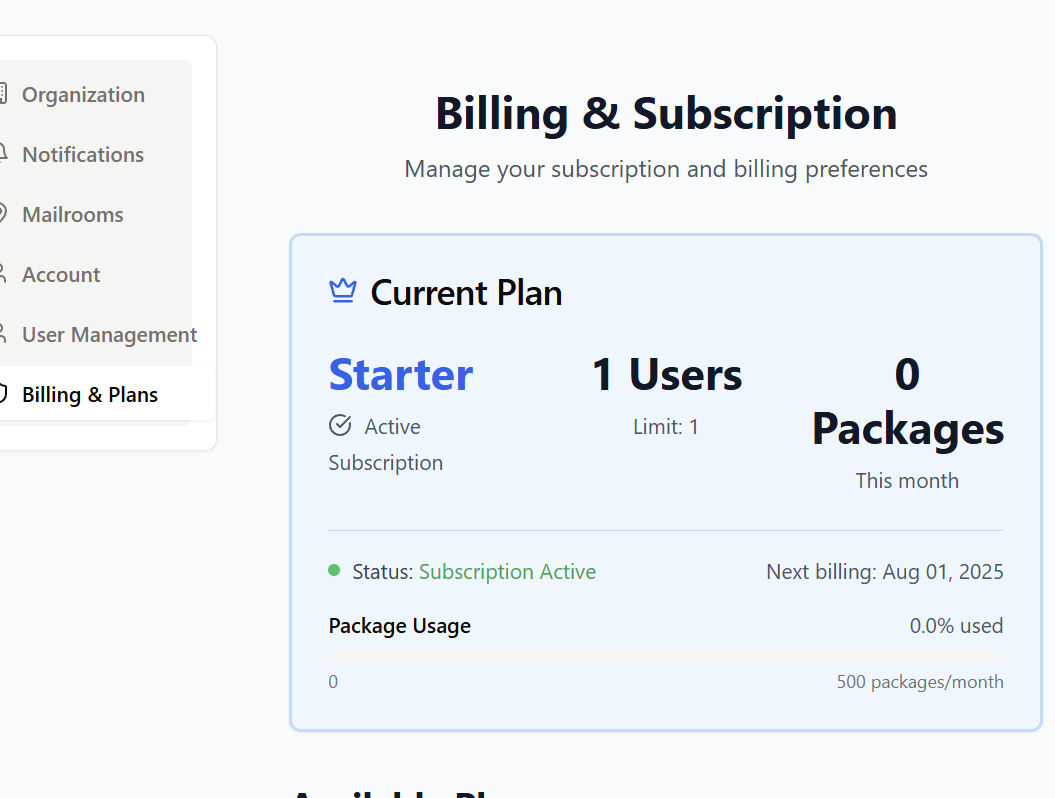 Organization
Notifications
Mailrooms
Account
User Management
Billing & Plans
Billing & Subscription
Manage your subscription and billing preferences
Current Plan
Starter
Active
Subscription
1 Users
Limit: 1
0
Packages
This month
Status: Subscription Active
Next billing: Aug 01, 2025
Package Usage
0.0% used
0
500 packages/month